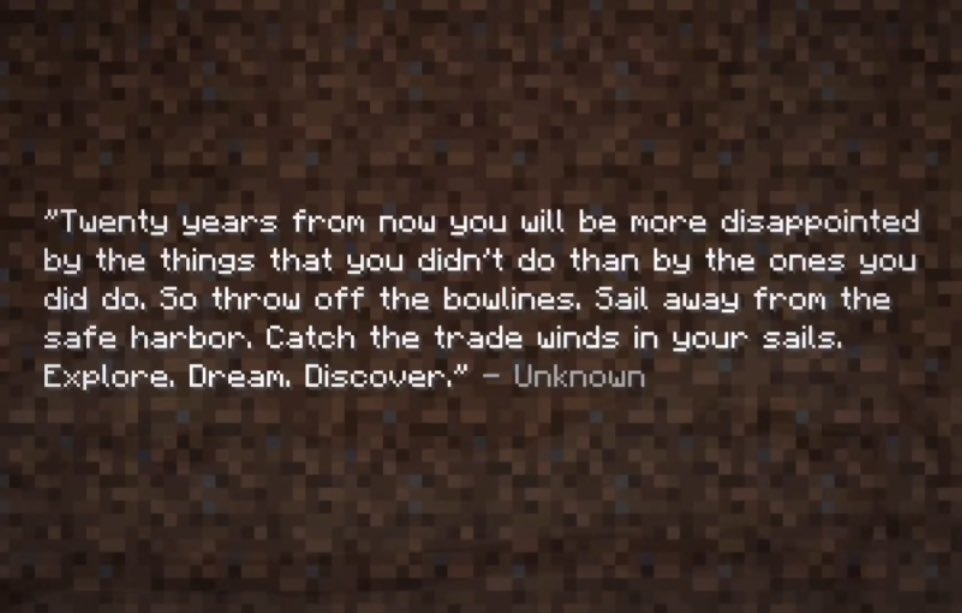 "Twenty years from now you will be more disappointed
by the things that you didn't do than by the ones you
did do. So throw off the bowlines. Sail away from the
safe harbor. Catch the trade winds in your sails.
Explore. Dream. Discover." – Unknown